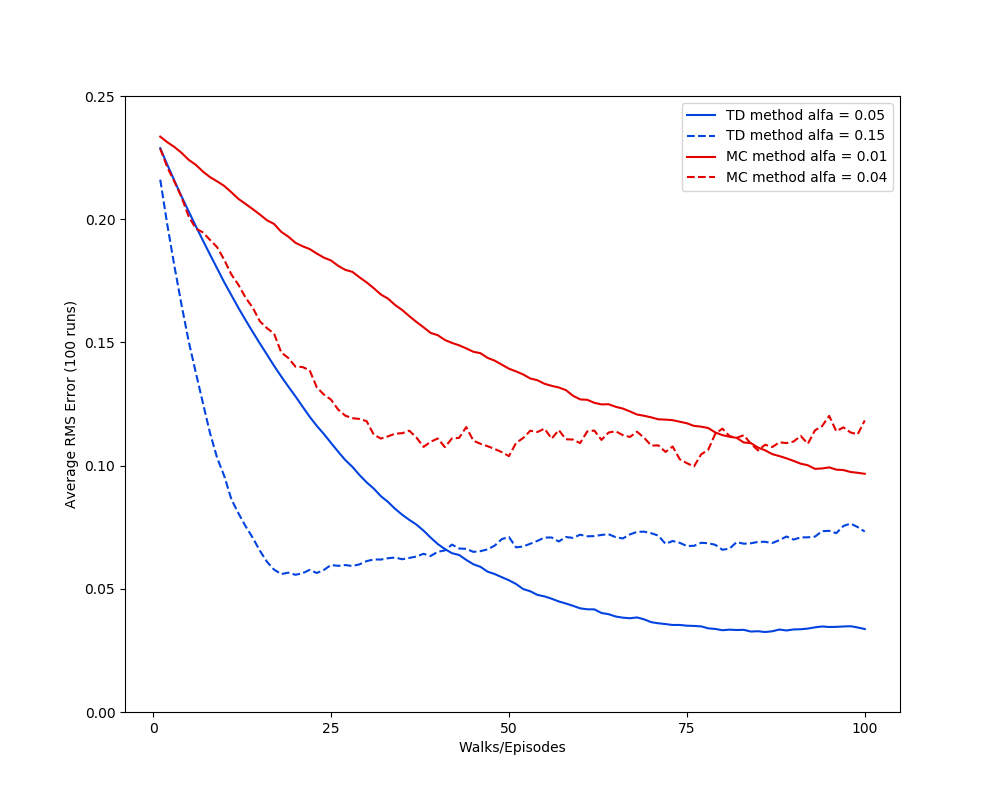 0.25
0.20
0.15
0.10
0.05
0.00
Average RMS Error (100 runs)
TD method alfa = 0.05
TD method alfa = 0.15
MC method alfa = 0.01
MC method alfa = 0.04
0 25 50 75 100
Walks/Episodes